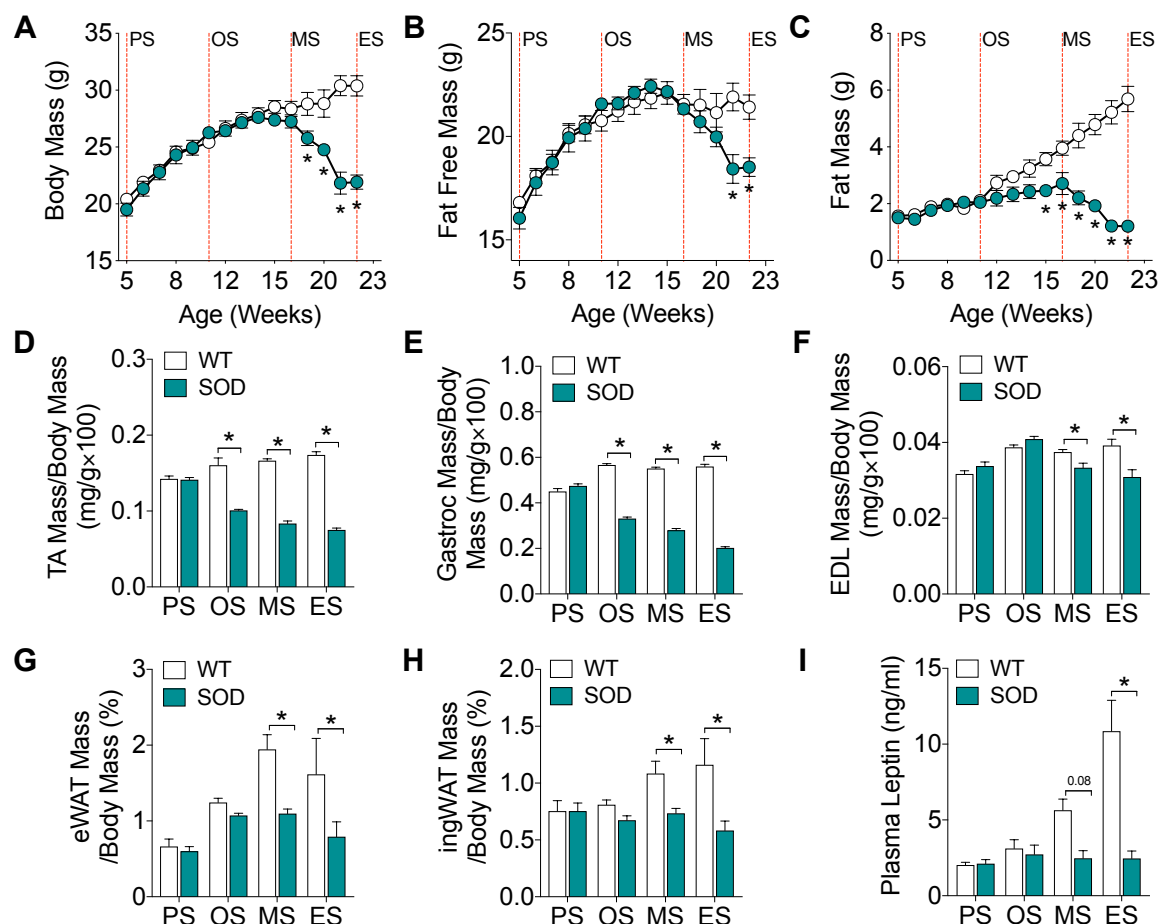 A
Body Mass (g)
35
30
25
20
15
PS
OS
MS
ES
*
*
*
*
5
8
12
15
20
23
Age (Weeks)
B
Fat Free Mass (g)
25
20
15
PS
OS
MS
ES
*
*
5
8
12
15
20
23
Age (Weeks)
C
Fat Mass (g)
8
6
4
2
0
PS
OS
MS
ES
*
*
*
*
*
*
5
8
12
15
20
23
Age (Weeks)
D
TA Mass/Body Mass
(mg/g×100)
0.3
0.2
0.1
0.0
WT
SOD
*
*
*
PS
OS
MS
ES
E
Gastroc Mass/Body
Mass (mg/g×100)
1.0
0.8
0.6
0.4
0.2
0.0
WT
SOD
*
*
*
PS
OS
MS
ES
F
EDL Mass/Body Mass
(mg/g×100)
0.06
0.04
0.02
0.00
WT
SOD
*
*
PS
OS
MS
ES
G
eWAT Mass
/Body Mass (%)
3
2
1
0
WT
SOD
*
*
PS
OS
MS
ES
H
ingWAT Mass
/Body Mass (%)
2.0
1.5
1.0
0.5
0.0
WT
SOD
*
*
PS
OS
MS
ES
I
Plasma Leptin (ng/ml)
15
10
5
0
WT
SOD
0.08
*
PS
OS
MS
ES